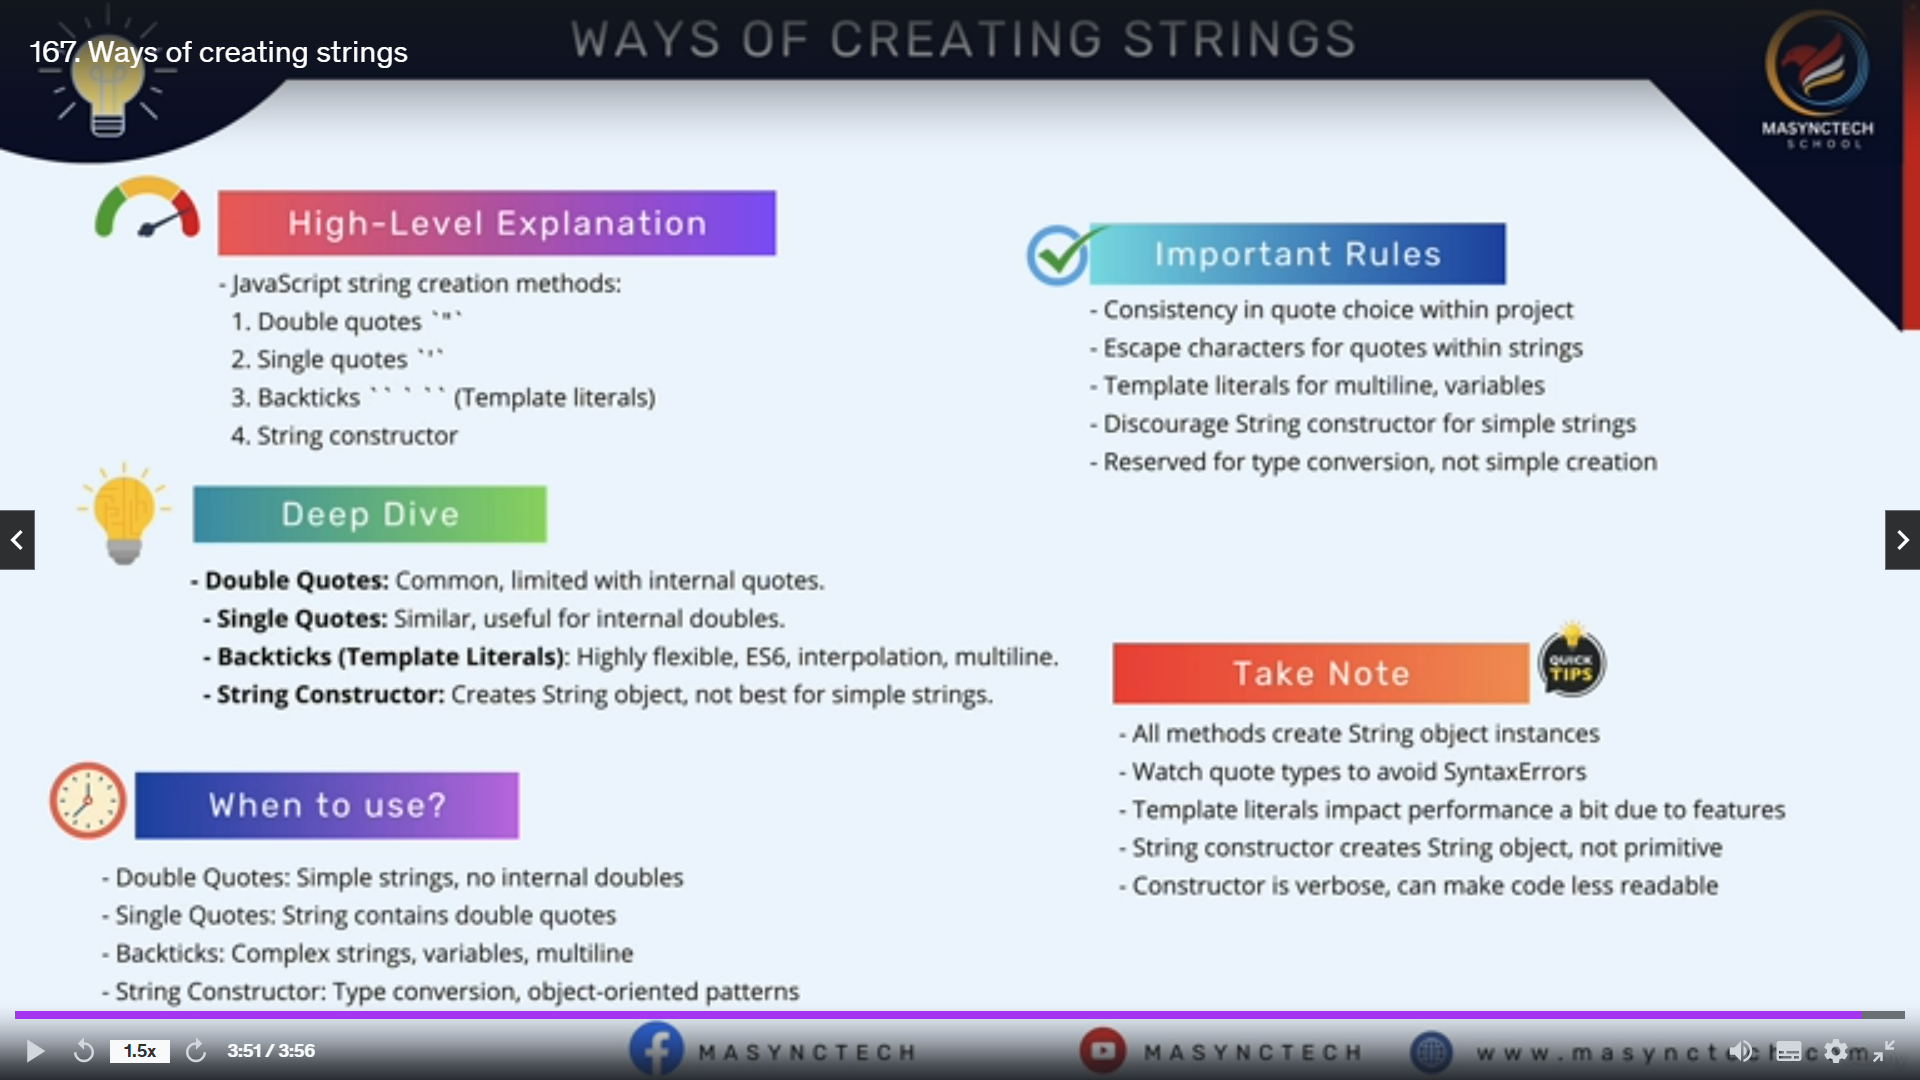 WAYS OF CREATING STRINGS
167. Ways of creating strings
MASYNCTECH
SCHOOL
High-Level Explanation
- JavaScript string creation methods:
1. Double quotes `"`
2. Single quotes `'`
3. Backticks `` ` `` (Template literals)
4. String constructor
Deep Dive
- Double Quotes: Common, limited with internal quotes.
- Single Quotes: Similar, useful for internal doubles.
- Backticks (Template Literals): Highly flexible, ES6, interpolation, multiline.
- String Constructor: Creates String object, not best for simple strings.
When to use?
- Double Quotes: Simple strings, no internal doubles
- Single Quotes: String contains double quotes
- Backticks: Complex strings, variables, multiline
- String Constructor: Type conversion, object-oriented patterns
Important Rules
- Consistency in quote choice within project
- Escape characters for quotes within strings
- Template literals for multiline, variables
- Discourage String constructor for simple strings
- Reserved for type conversion, not simple creation
Take Note
QUICK
TIPS
- All methods create String object instances
- Watch quote types to avoid SyntaxErrors
- Template literals impact performance a bit due to features
- String constructor creates String object, not primitive
- Constructor is verbose, can make code less readable
1.5x
3:51 / 3:56
MASYNCTECH
MASYNCTECH